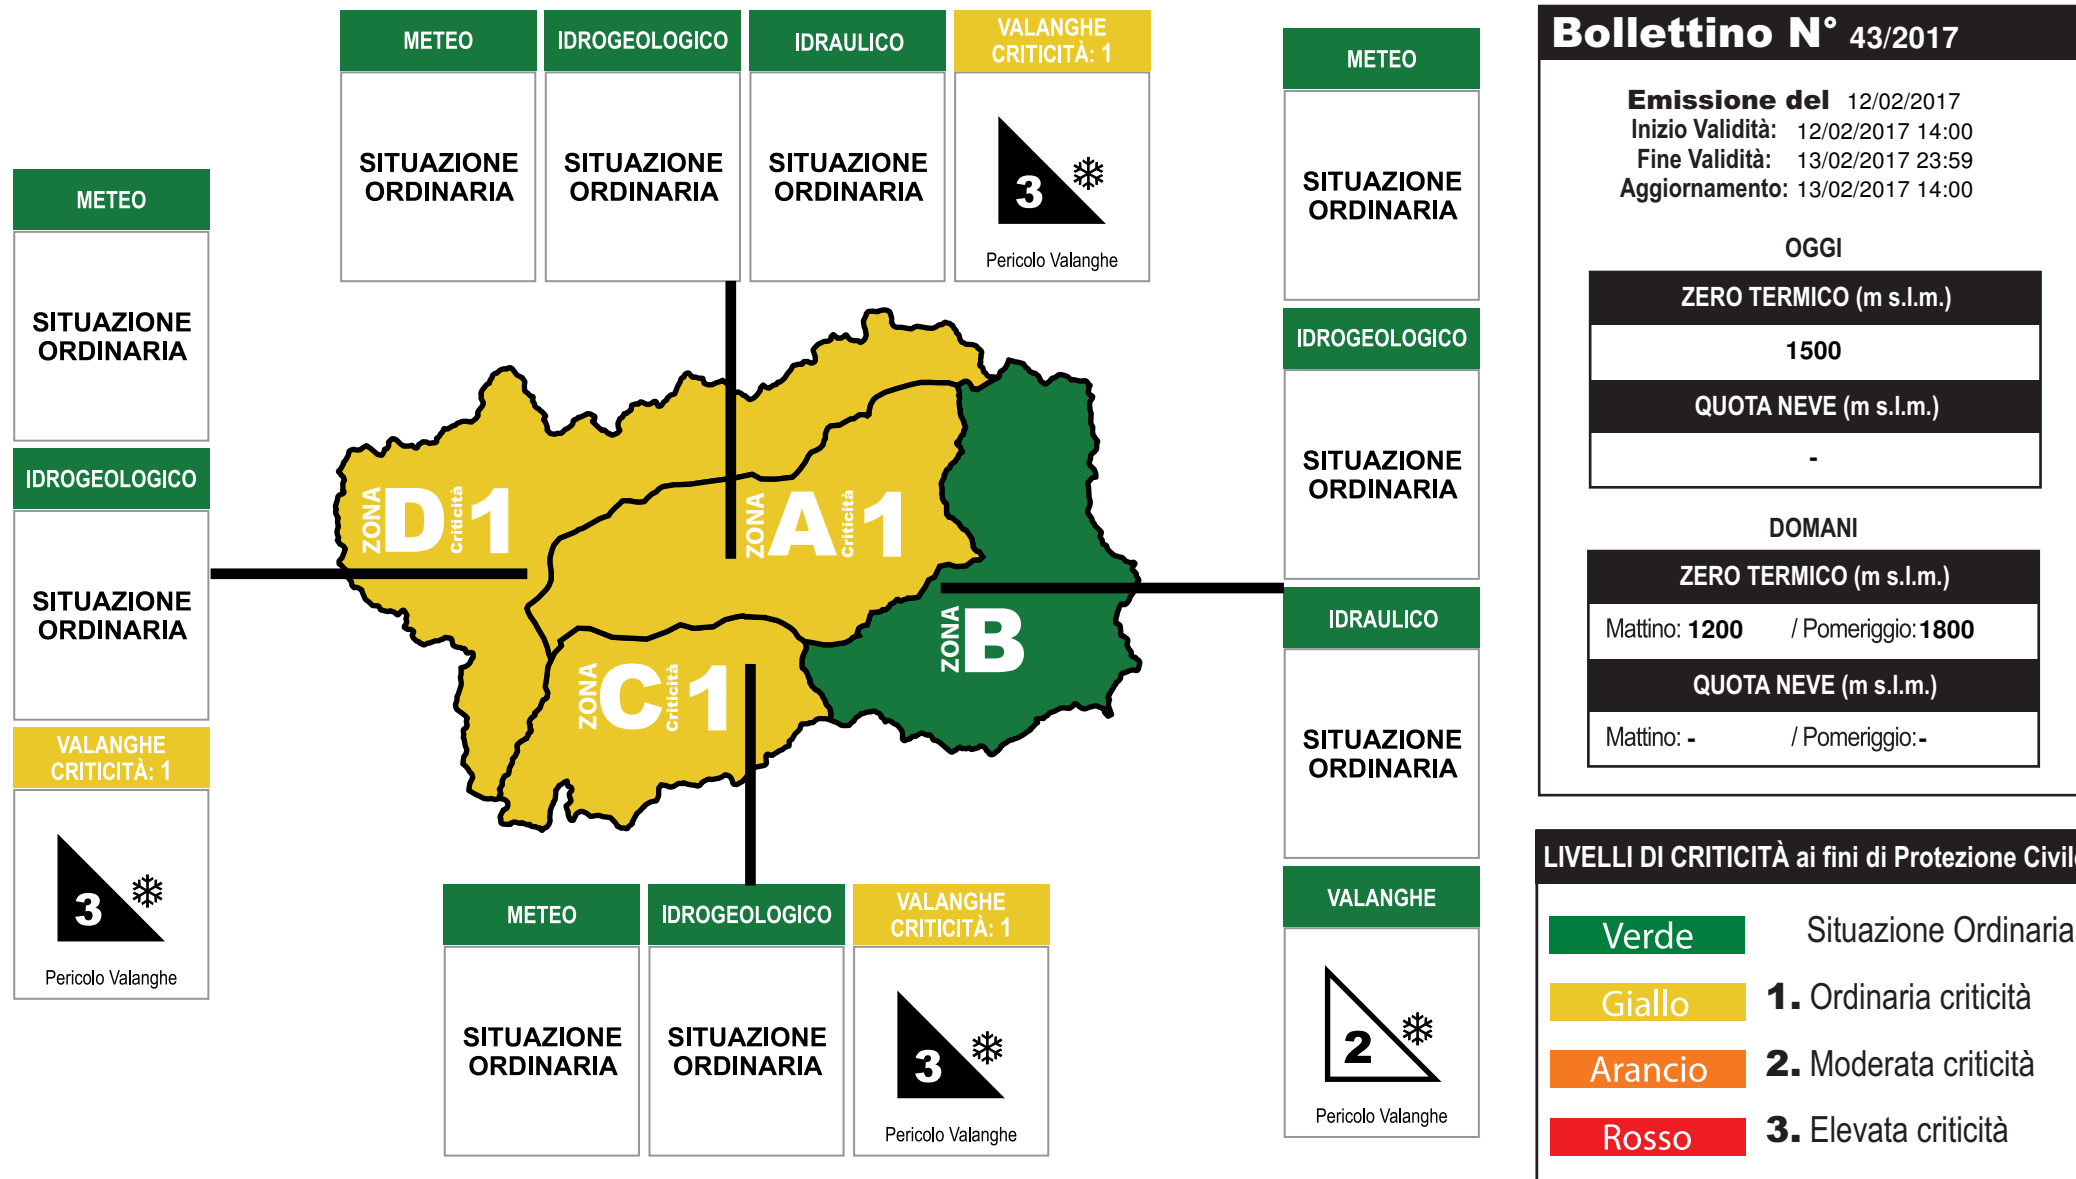 METEO
SITUAZIONE
ORDINARIA
IDROGEOLOGICO
SITUAZIONE
ORDINARIA
IDRAULICO
SITUAZIONE
ORDINARIA
VALANGHE
CRITICITÀ: 1
3
Pericolo Valanghe
METEO
SITUAZIONE
ORDINARIA
IDROGEOLOGICO
SITUAZIONE
ORDINARIA
VALANGHE
CRITICITÀ: 1
3
Pericolo Valanghe
ZONA D Criticità 1
ZONA A Criticità 1
ZONA B
ZONA C Criticità 1
METEO
SITUAZIONE
ORDINARIA
IDROGEOLOGICO
SITUAZIONE
ORDINARIA
VALANGHE
CRITICITÀ: 1
3
Pericolo Valanghe
METEO
SITUAZIONE
ORDINARIA
IDROGEOLOGICO
SITUAZIONE
ORDINARIA
IDRAULICO
SITUAZIONE
ORDINARIA
VALANGHE
2
Pericolo Valanghe
Bollettino N° 43/2017
Emissione del 12/02/2017
Inizio Validità: 12/02/2017 14:00
Fine Validità: 13/02/2017 23:59
Aggiornamento: 13/02/2017 14:00
OGGI
ZERO TERMICO (m s.l.m.)
1500
QUOTA NEVE (m s.l.m.)
-
DOMANI
ZERO TERMICO (m s.l.m.)
Mattino: 1200 / Pomeriggio: 1800
QUOTA NEVE (m s.l.m.)
Mattino: - / Pomeriggio: -
LIVELLI DI CRITICITÀ ai fini di Protezione Civile
Verde Situazione Ordinaria
Giallo 1. Ordinaria criticità
Arancio 2. Moderata criticità
Rosso 3. Elevata criticità